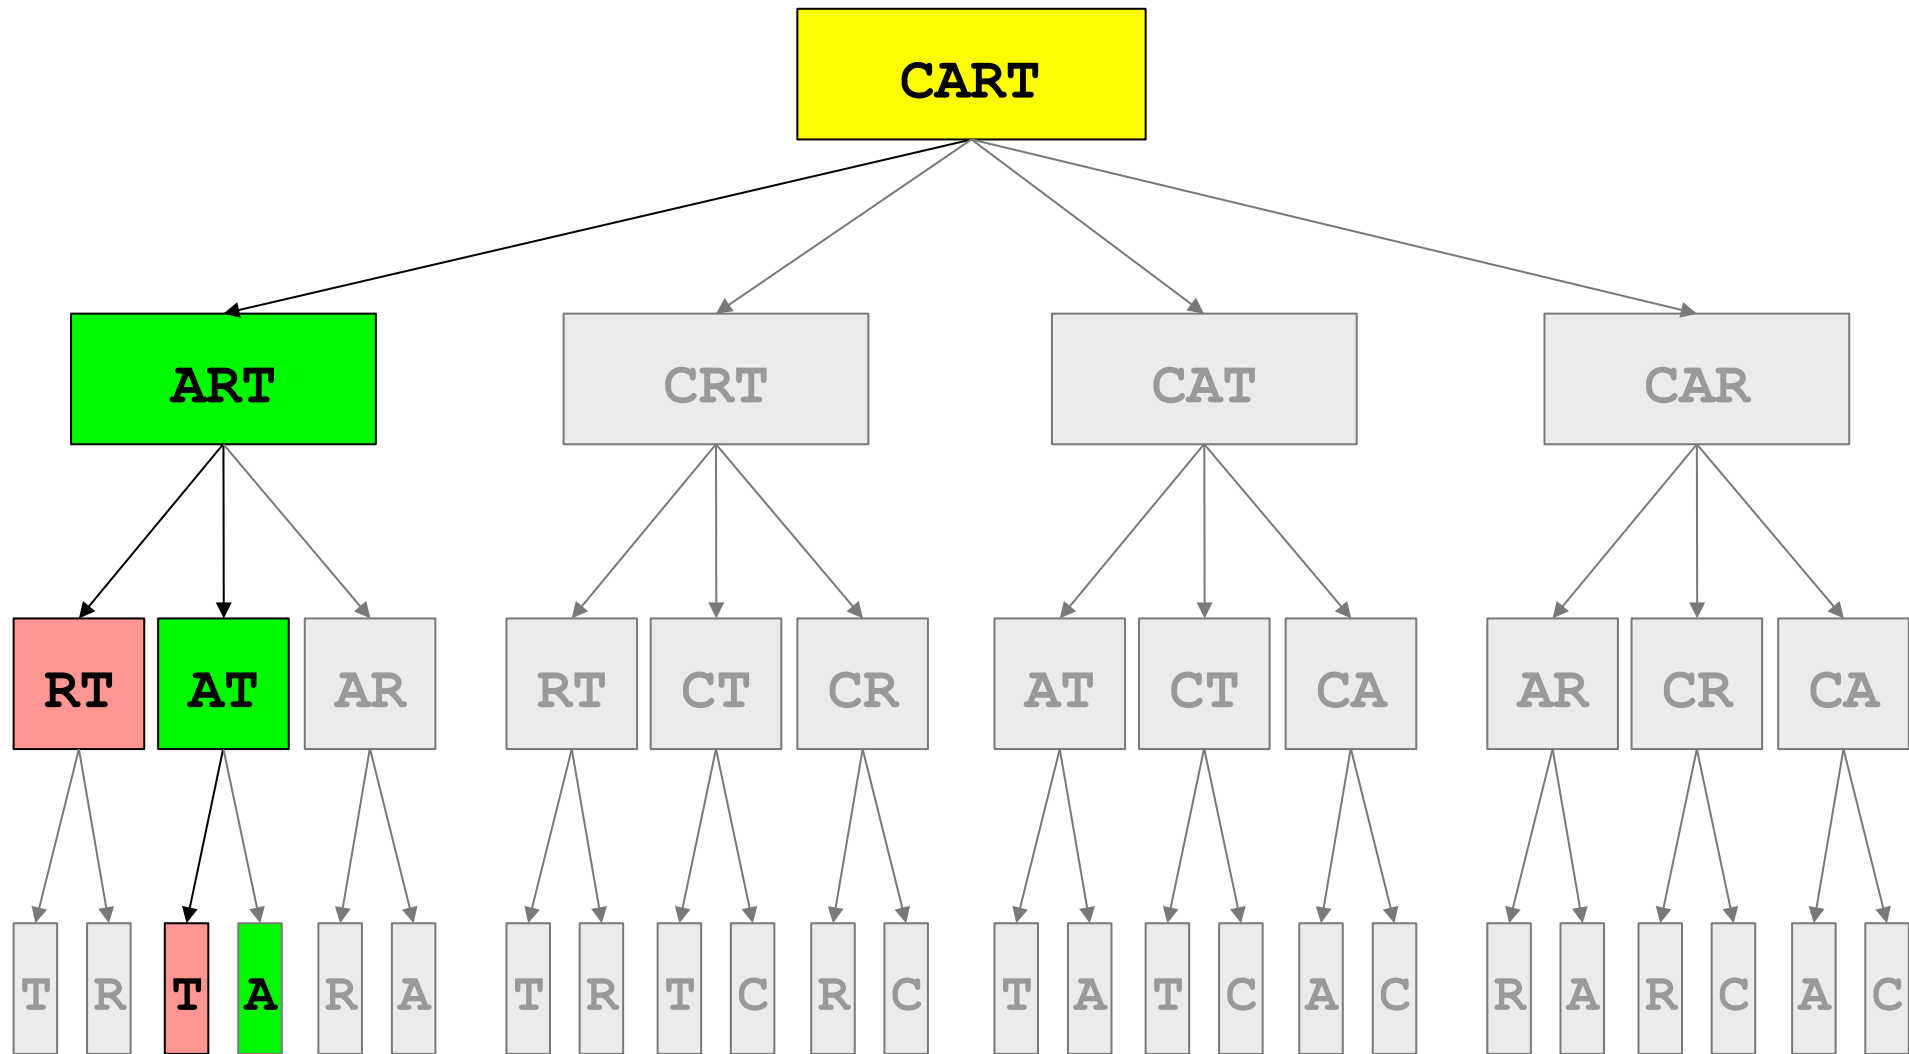 CART
ART CRT CAT CAR
RT AT AR RT CT CR AT CT CA AR CR CA
T R T A R A T R T C R C T A T C A C R A R C A C